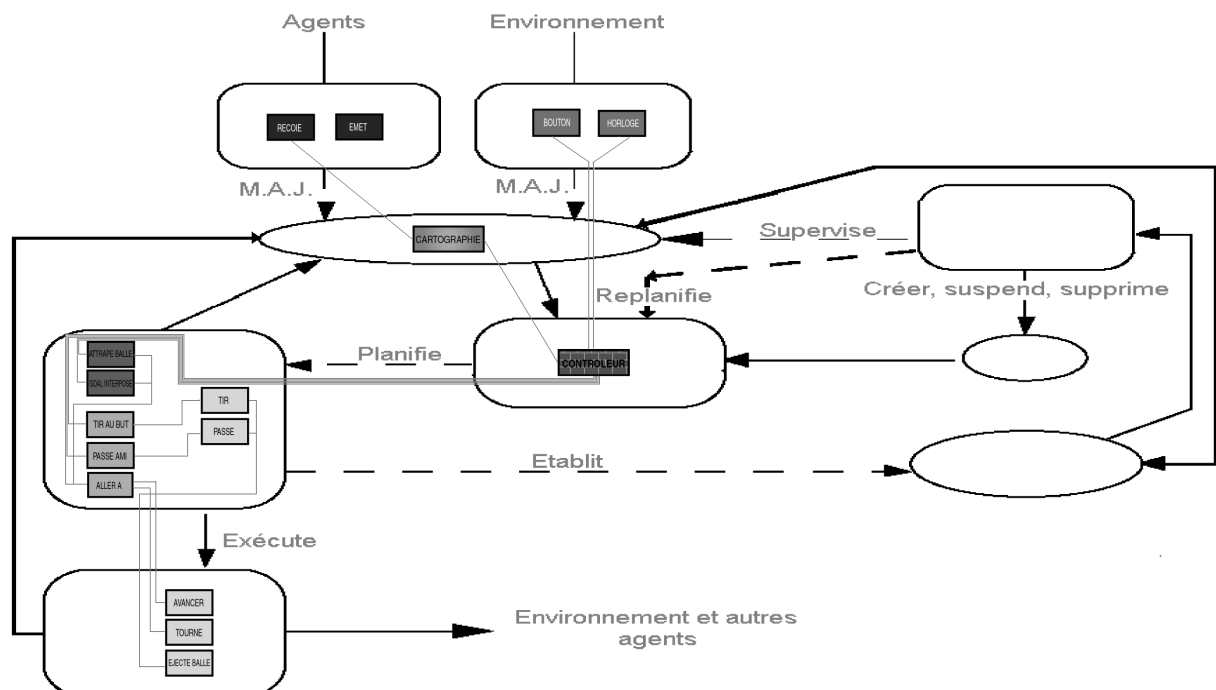 Agents
Environnement
RECOIE
EMET
BOUTON
HORLOGE
M.A.J.
M.A.J.
CARTOGRAPHIE
Supervise
Replanifie
Créer, suspend, supprime
Planifie
CONTROLEUR
ATTRAPE BALLE
GOAL INTERPOSE
TIR
TIR AU BUT
PASSE
PASSE AMI
ALLER A
Etablit
Exécute
AVANCER
TOURNE
EJECTE BALLE
Environnement et autres
agents